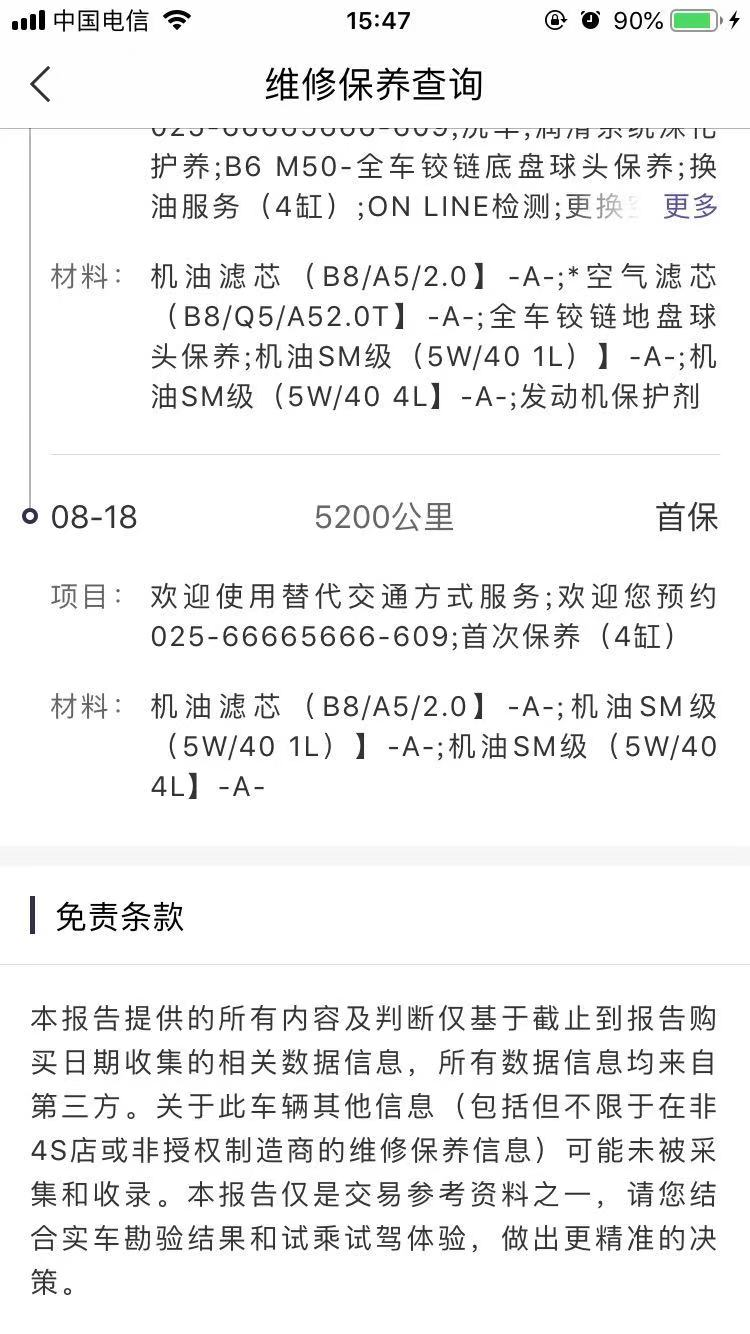 中国电信
15:47
90%
维修保养查询
025-66665666-609;洗车;润滑系统深化
护养;B6 M50-全车铰链底盘球头保养;换
油服务（4缸）;ON LINE检测;更换空 更多
材料：
机油滤芯（B8/A5/2.0】-A-;*空气滤芯
（B8/Q5/A52.0T】-A-;全车铰链地盘球
头保养;机油SM级（5W/40 1L）】-A-;机
油SM级（5W/40 4L】-A-;发动机保护剂
08-18
5200公里
首保
项目：
欢迎使用替代交通方式服务;欢迎您预约
025-66665666-609;首次保养（4缸）
材料：
机油滤芯（B8/A5/2.0】-A-;机油SM级
（5W/40 1L）】-A-;机油SM级（5W/40
4L】-A-
免责条款
本报告提供的所有内容及判断仅基于截止到报告购
买日期收集的相关数据信息，所有数据信息均来自
第三方。关于此车辆其他信息（包括但不限于在非
4S店或非授权制造商的维修保养信息）可能未被采
集和收录。本报告仅是交易参考资料之一，请您结
合实车勘验结果和试乘试驾体验，做出更精准的决
策。